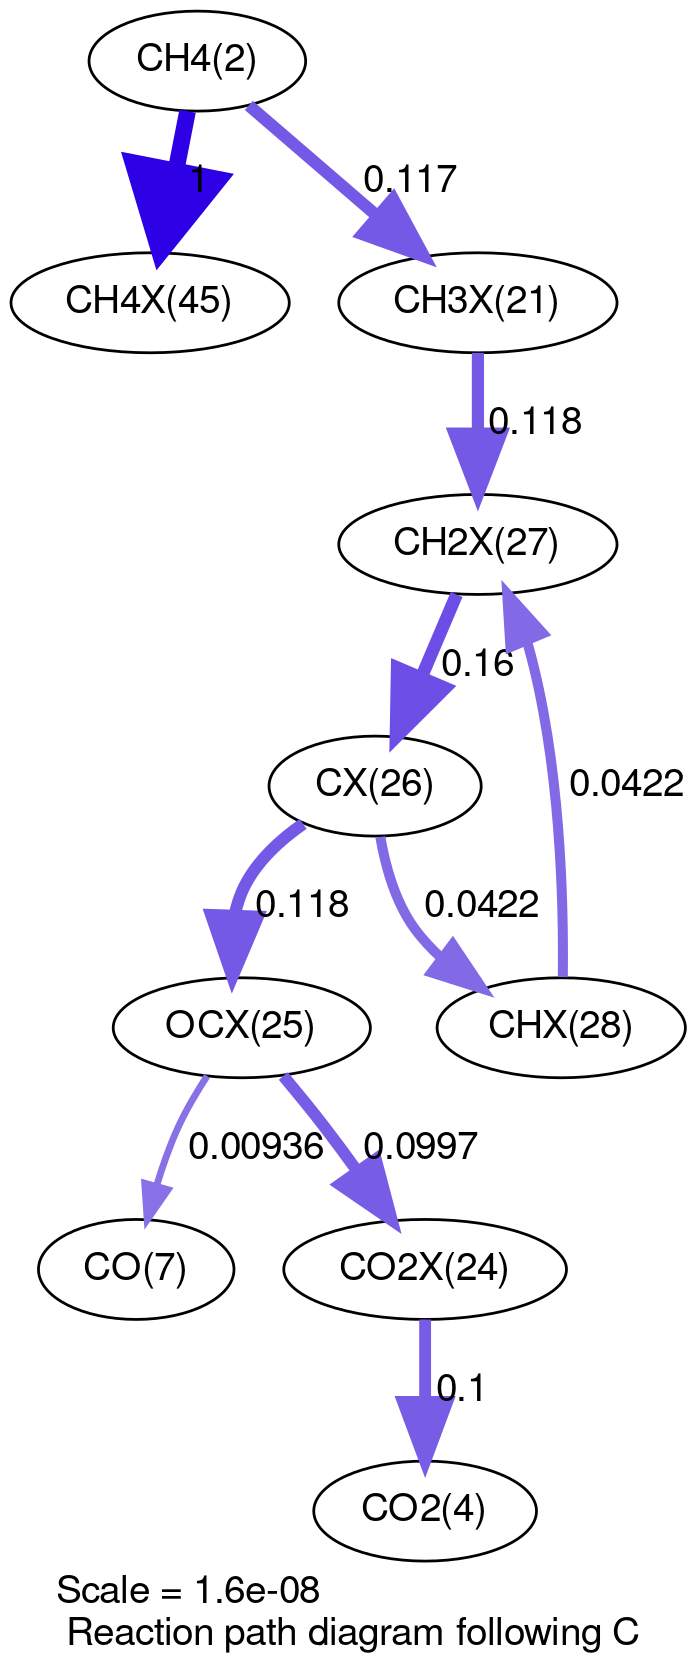 CH4(2)
1
0.117
CH4X(45)
CH3X(21)
0.118
CH2X(27)
0.16
0.0422
CX(26)
0.118
0.0422
OCX(25)
CHX(28)
0.00936
0.0997
CO(7)
CO2X(24)
0.1
CO2(4)
Scale = 1.6e-08
Reaction path diagram following C